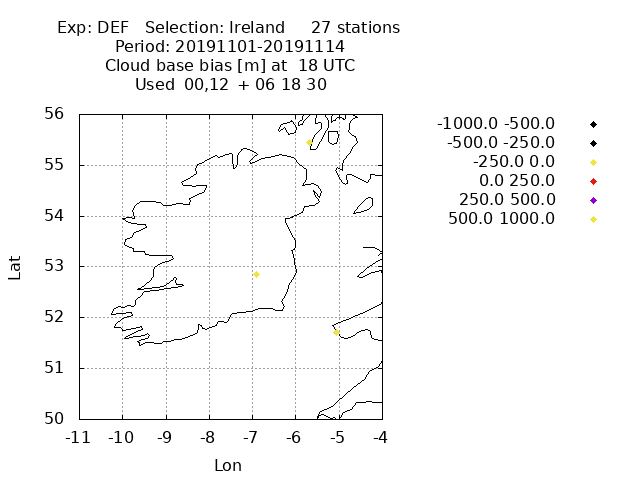 Exp: DEF   Selection: Ireland     27 stations
Period: 20191101-20191114
Cloud base bias [m] at  18 UTC
Used  00,12  + 06 18 30
-1000.0 -500.0
-500.0 -250.0
-250.0 0.0
0.0 250.0
250.0 500.0
500.0 1000.0
56
55
54
53
52
51
50
Lat
-11 -10 -9 -8 -7 -6 -5 -4
Lon